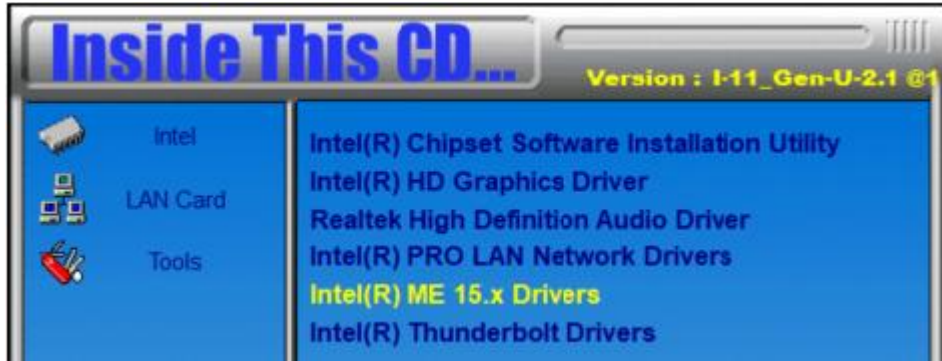 Inside This CD...
Version : I-11_Gen-U-2.1 @1
Intel
LAN Card
Tools
Intel(R) Chipset Software Installation Utility
Intel(R) HD Graphics Driver
Realtek High Definition Audio Driver
Intel(R) PRO LAN Network Drivers
Intel(R) ME 15.x Drivers
Intel(R) Thunderbolt Drivers